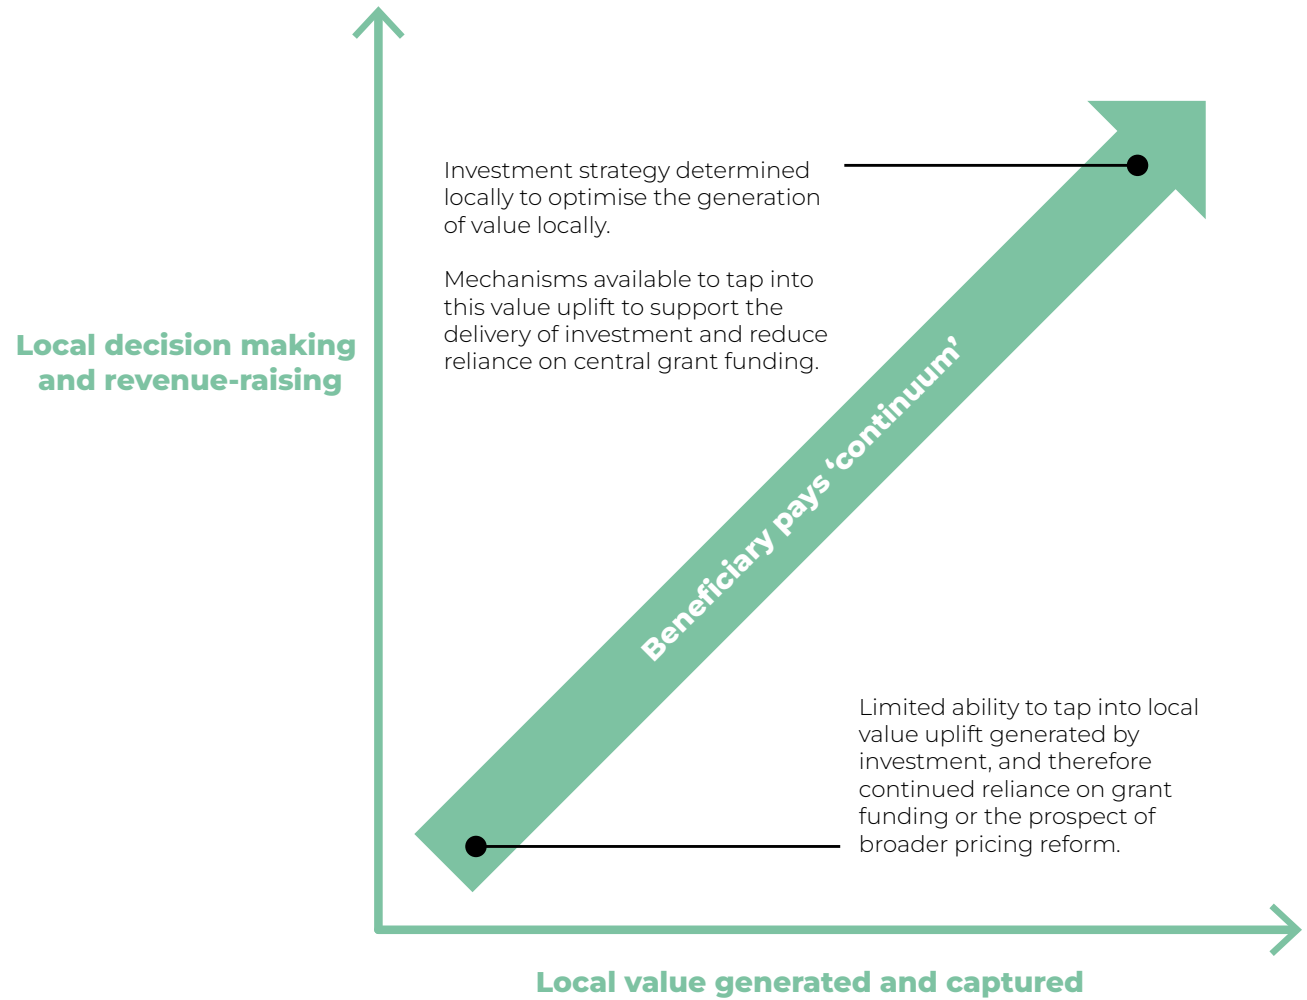 Investment strategy determined
locally to optimise the generation
of value locally.
Mechanisms available to tap into
this value uplift to support the
delivery of investment and reduce
reliance on central grant funding.
Local decision making
and revenue-raising
Beneficiary pays ‘continuum’
Limited ability to tap into local
value uplift generated by
investment, and therefore
continued reliance on grant
funding or the prospect of
broader pricing reform.
Local value generated and captured